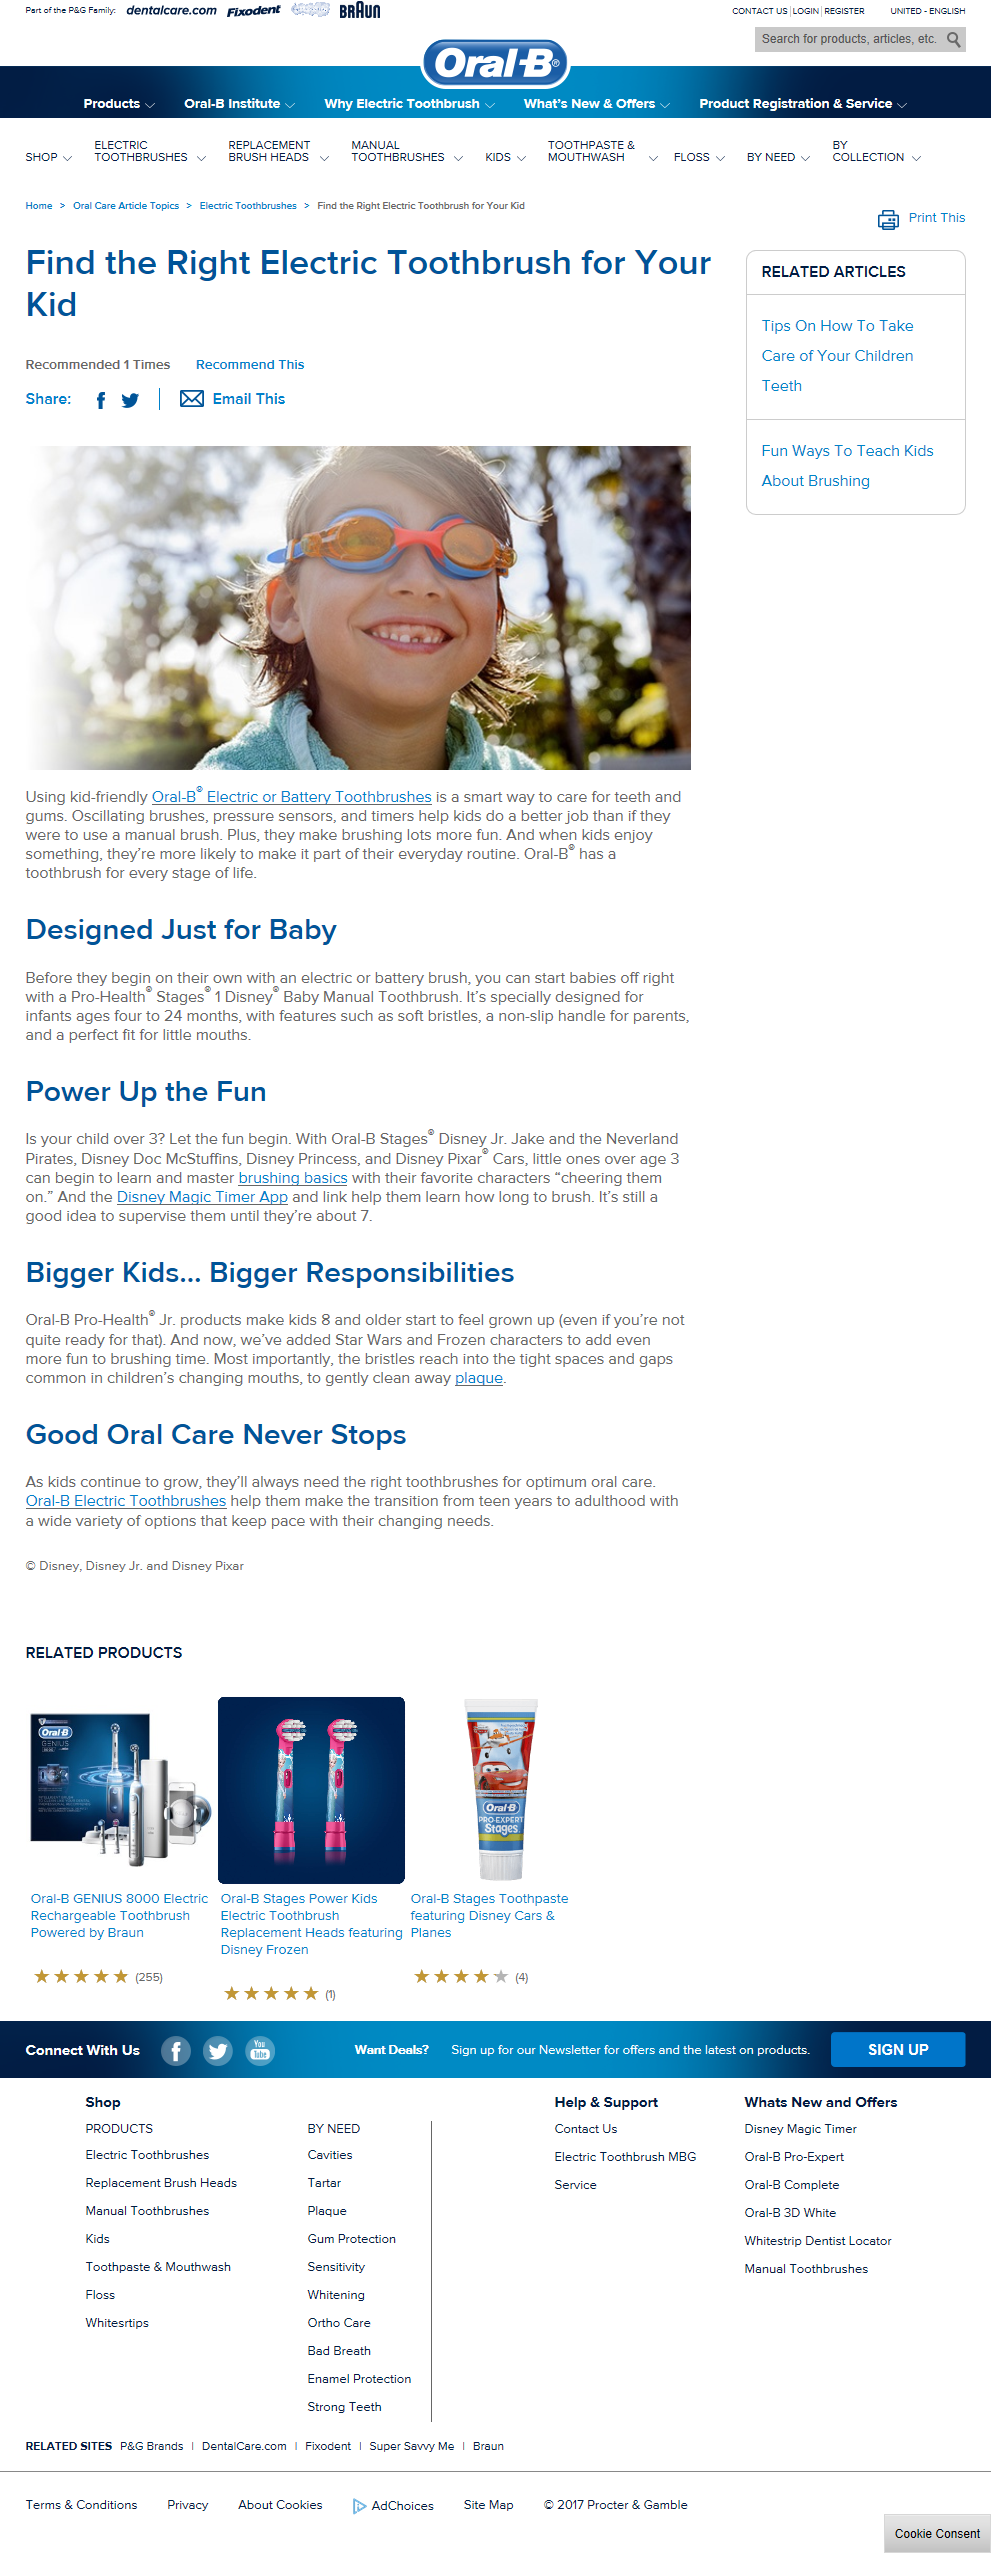 Part of the P&G Family: dentalcare.com Fixodent BRAUN
CONTACT US | LOGIN | REGISTER UNITED - ENGLISH
Search for products, articles, etc.
Oral-B®
Products Oral-B Institute Why Electric Toothbrush What's New & Offers Product Registration & Service
SHOP ELECTRIC TOOTHBRUSHES REPLACEMENT BRUSH HEADS MANUAL TOOTHBRUSHES KIDS TOOTHPASTE & MOUTHWASH FLOSS BY NEED BY COLLECTION
Home > Oral Care Article Topics > Electric Toothbrushes > Find the Right Electric Toothbrush for Your Kid
Print This
Find the Right Electric Toothbrush for Your
Kid
Recommended 1 Times Recommend This
Share: Email This
RELATED ARTICLES
Tips On How To Take
Care of Your Children
Teeth
Fun Ways To Teach Kids
About Brushing
Using kid-friendly Oral-B® Electric or Battery Toothbrushes is a smart way to care for teeth and
gums. Oscillating brushes, pressure sensors, and timers help kids do a better job than if they
were to use a manual brush. Plus, they make brushing lots more fun. And when kids enjoy
something, they're more likely to make it part of their everyday routine. Oral-B® has a
toothbrush for every stage of life.
Designed Just for Baby
Before they begin on their own with an electric or battery brush, you can start babies off right
with a Pro-Health® Stages® 1 Disney® Baby Manual Toothbrush. It's specially designed for
infants ages four to 24 months, with features such as soft bristles, a non-slip handle for parents,
and a perfect fit for little mouths.
Power Up the Fun
Is your child over 3? Let the fun begin. With Oral-B Stages® Disney Jr. Jake and the Neverland
Pirates, Disney Doc McStuffins, Disney Princess, and Disney Pixar® Cars, little ones over age 3
can begin to learn and master brushing basics with their favorite characters “cheering them
on.” And the Disney Magic Timer App and link help them learn how long to brush. It's still a
good idea to supervise them until they're about 7.
Bigger Kids... Bigger Responsibilities
Oral-B Pro-Health® Jr. products make kids 8 and older start to feel grown up (even if you're not
quite ready for that). And now, we've added Star Wars and Frozen characters to add even
more fun to brushing time. Most importantly, the bristles reach into the tight spaces and gaps
common in children's changing mouths, to gently clean away plaque.
Good Oral Care Never Stops
As kids continue to grow, they'll always need the right toothbrushes for optimum oral care.
Oral-B Electric Toothbrushes help them make the transition from teen years to adulthood with
a wide variety of options that keep pace with their changing needs.
© Disney, Disney Jr. and Disney Pixar
RELATED PRODUCTS
Oral-B
GENIUS
Oral-B
PRO-EXPERT
Stages
Oral-B GENIUS 8000 Electric
Rechargeable Toothbrush
Powered by Braun
(255)
Oral-B Stages Power Kids
Electric Toothbrush
Replacement Heads featuring
Disney Frozen
(1)
Oral-B Stages Toothpaste
featuring Disney Cars &
Planes
(4)
Connect With Us You Tube Want Deals? Sign up for our Newsletter for offers and the latest on products. SIGN UP
Shop
PRODUCTS
Electric Toothbrushes
Replacement Brush Heads
Manual Toothbrushes
Kids
Toothpaste & Mouthwash
Floss
Whitesrtips
BY NEED
Cavities
Tartar
Plaque
Gum Protection
Sensitivity
Whitening
Ortho Care
Bad Breath
Enamel Protection
Strong Teeth
Help & Support
Contact Us
Electric Toothbrush MBG
Service
Whats New and Offers
Disney Magic Timer
Oral-B Pro-Expert
Oral-B Complete
Oral-B 3D White
Whitestrip Dentist Locator
Manual Toothbrushes
RELATED SITES P&G Brands | DentalCare.com | Fixodent | Super Savvy Me | Braun
Terms & Conditions Privacy About Cookies AdChoices Site Map © 2017 Procter & Gamble
Cookie Consent